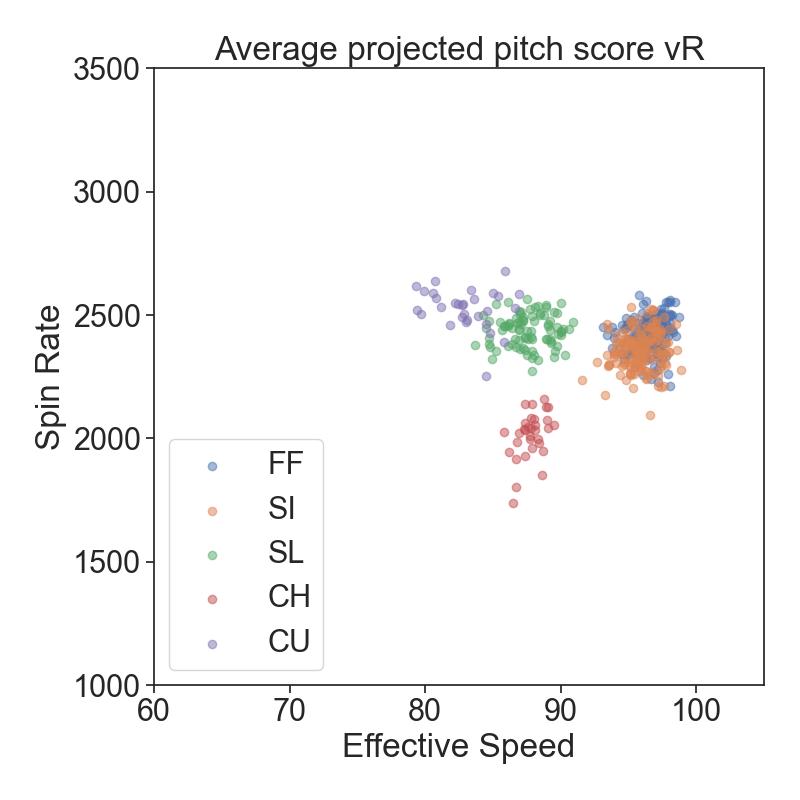 Average projected pitch score vR
3500
3000
2500
2000
1500
1000
Spin Rate
FF
SI
SL
CH
CU
60 70 80 90 100
Effective Speed